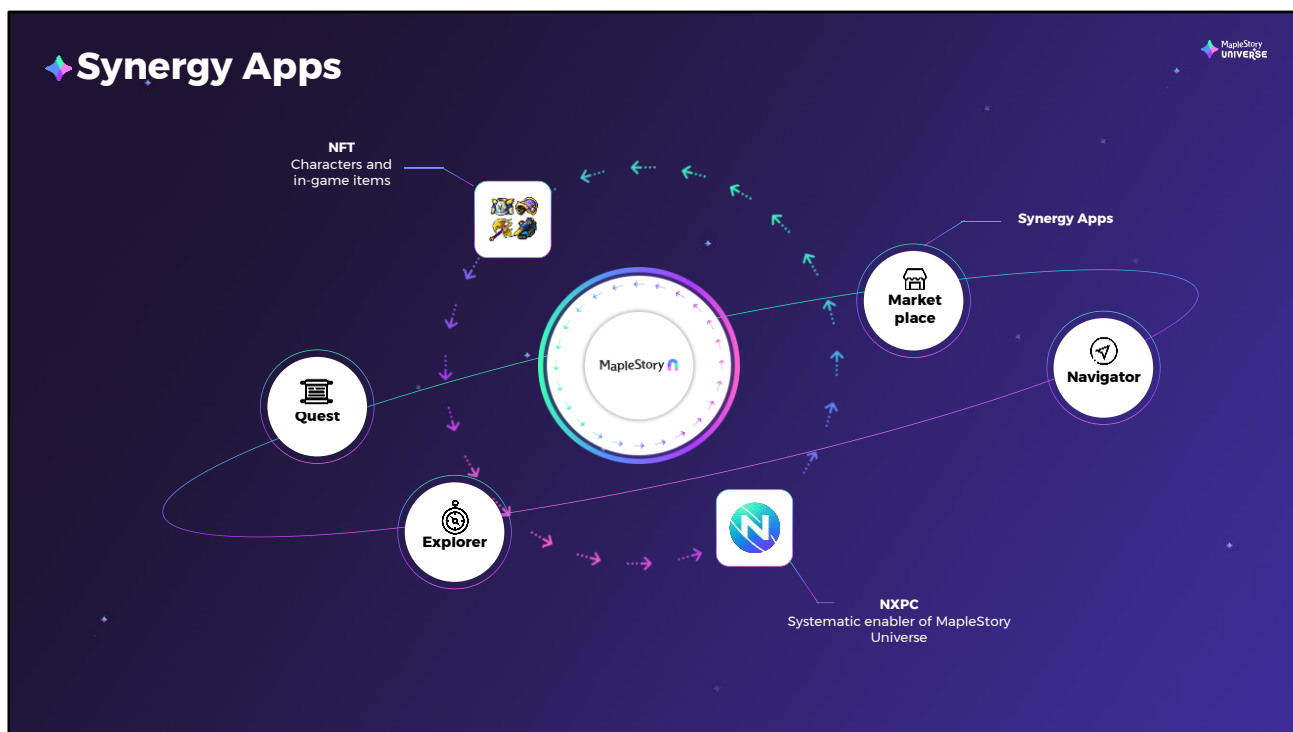 Synergy Apps
MapleStory
UNIVERSE
NFT
Characters and
in-game items
Synergy Apps
Market
place
Navigator
MapleStory n
Quest
Explorer
N
NXPC
Systematic enabler of MapleStory
Universe